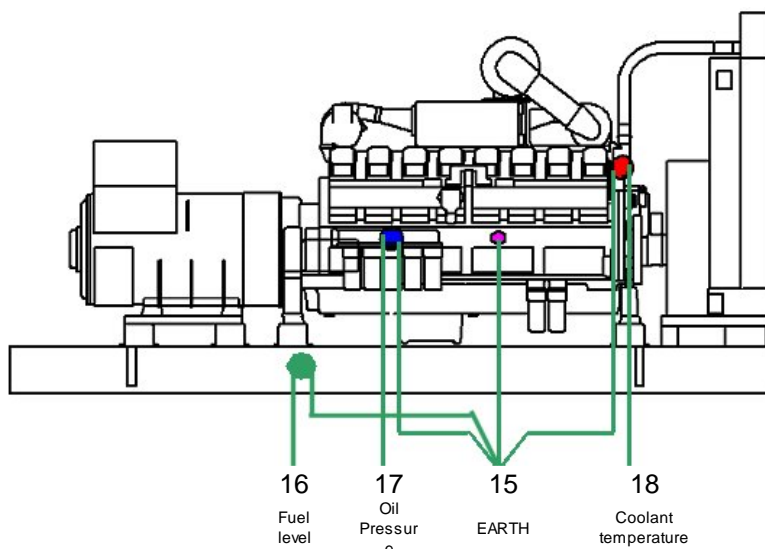 16 17 15 18
Fuel level
Oil Pressur e
EARTH
Coolant temperature